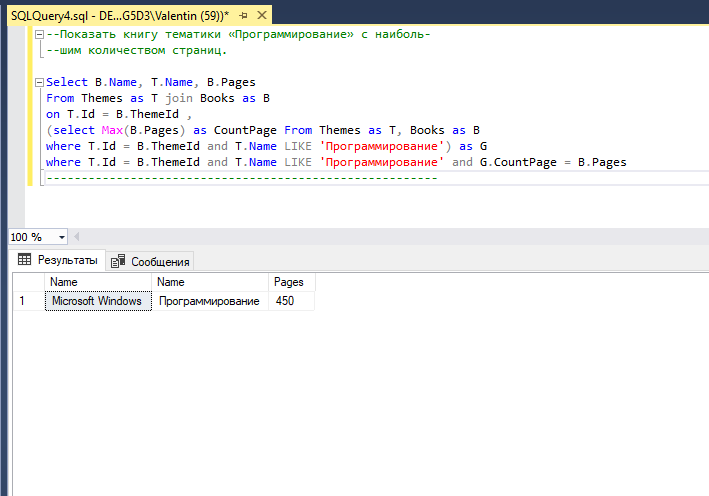 SQLQuery4.sql - DE...G5D3\Valentin (59))*
--Показать книгу тематики «Программирование» с наиболь-
--шим количеством страниц.
Select B.Name, T.Name, B.Pages
From Themes as T join Books as B
on T.Id = B.ThemeId ,
(select Max(B.Pages) as CountPage From Themes as T, Books as B
where T.Id = B.ThemeId and T.Name LIKE 'Программирование') as G
where T.Id = B.ThemeId and T.Name LIKE 'Программирование' and G.CountPage = B.Pages
--------------------------------------------------------
100 %
Результаты Сообщения
Name Name Pages
1 Microsoft Windows Программирование 450